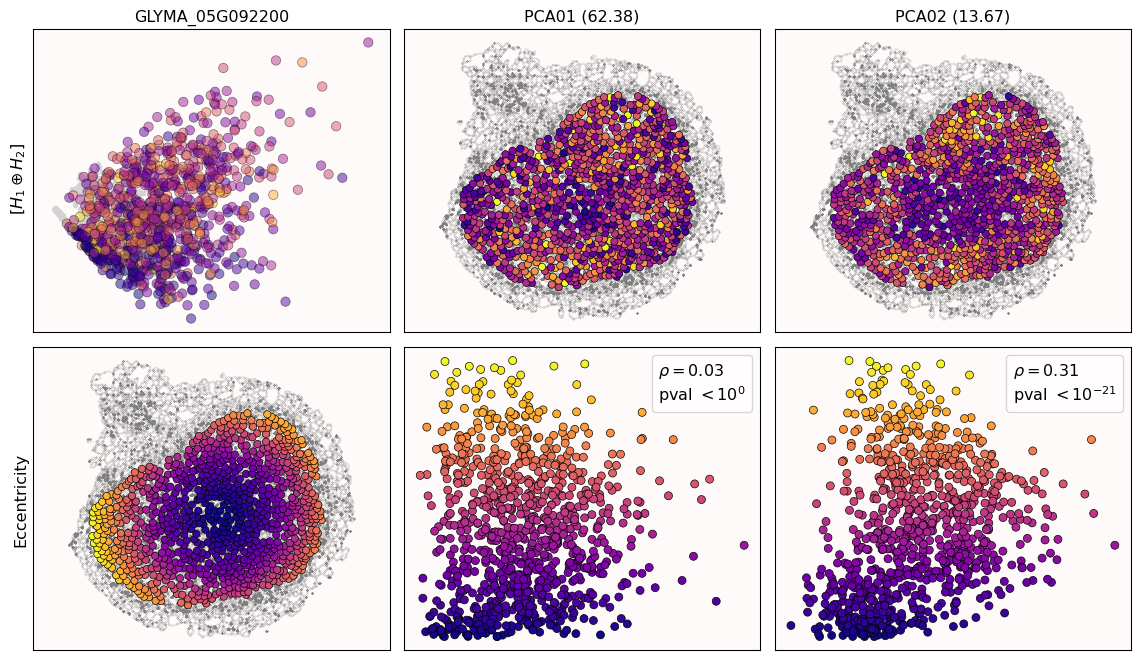 GLYMA_05G092200
PCA01 (62.38)
PCA02 (13.67)
[H₁ ⊕ H₂]
Eccentricity
ρ = 0.03
pval < 10⁰
ρ = 0.31
pval < 10⁻²¹